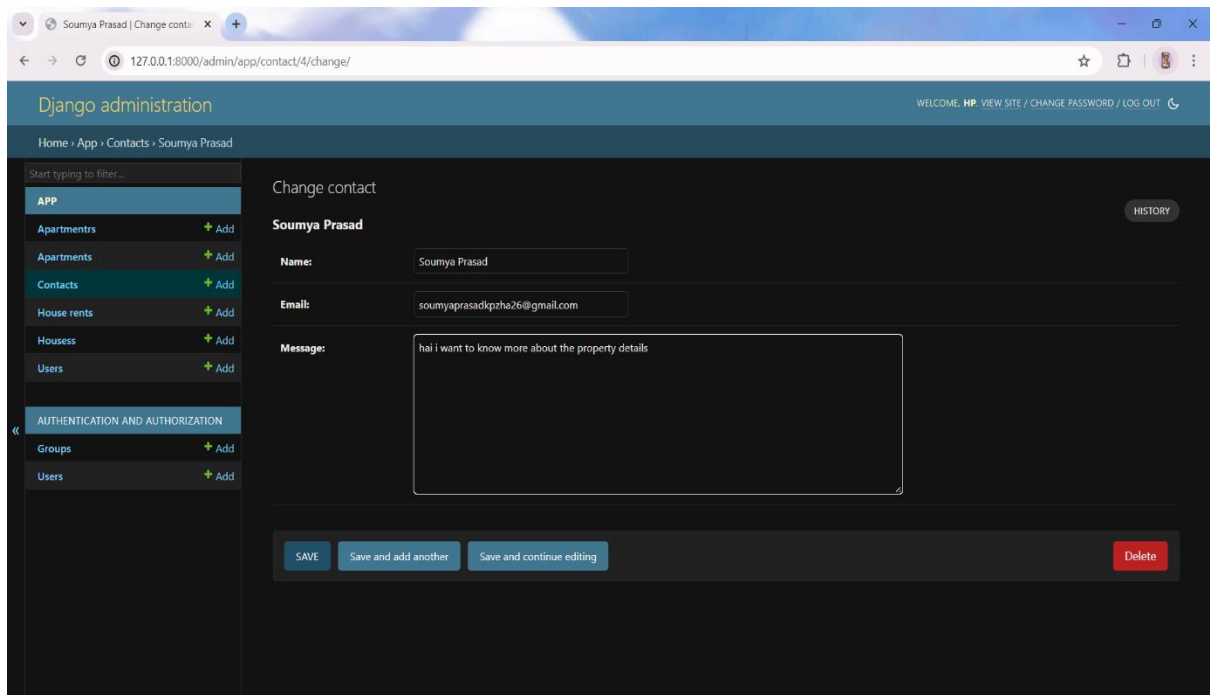 Soumya Prasad | Change conta
127.0.0.1:8000/admin/app/contact/4/change/
Django administration
WELCOME, HP. VIEW SITE / CHANGE PASSWORD / LOG OUT
Home › App › Contacts › Soumya Prasad
Start typing to filter...
APP
Apartmentrs + Add
Apartments + Add
Contacts + Add
House rents + Add
Housess + Add
Users + Add
AUTHENTICATION AND AUTHORIZATION
«
Groups + Add
Users + Add
Change contact
HISTORY
Soumya Prasad
Name: Soumya Prasad
Email: soumyaprasadkpzha26@gmail.com
Message: hai i want to know more about the property details
SAVE Save and add another Save and continue editing Delete